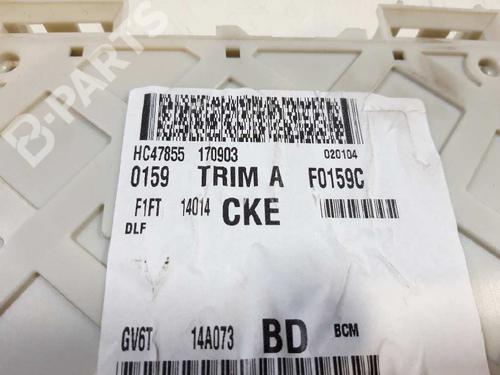 B-PARTS
HC47855 170903 020104
0159 TRIM A F0159C
F1FT 14014 CKE
DLF
GV6T 14A073 BD BCM